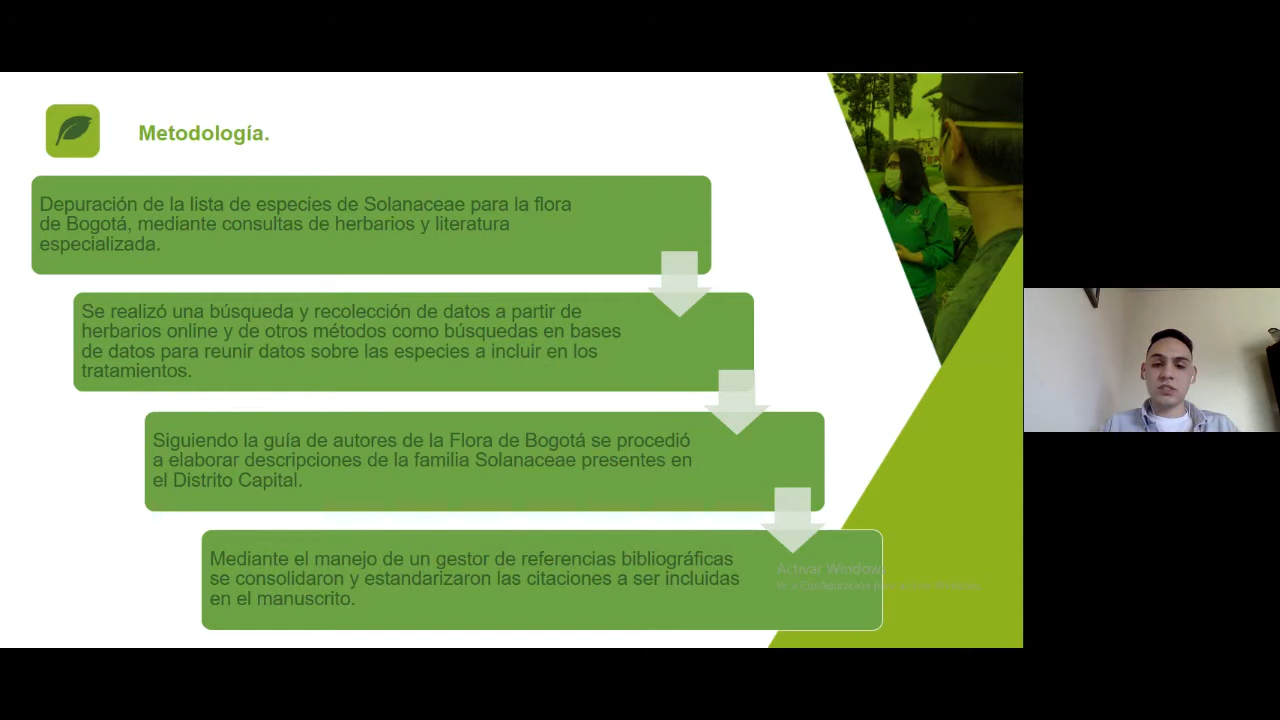 Metodología.
Depuración de la lista de especies de Solanaceae para la flora
de Bogotá, mediante consultas de herbarios y literatura
especializada.
Se realizó una búsqueda y recolección de datos a partir de
herbarios online y de otros métodos como búsquedas en bases
de datos para reunir datos sobre las especies a incluir en los
tratamientos.
Siguiendo la guía de autores de la Flora de Bogotá se procedió
a elaborar descripciones de la familia Solanaceae presentes en
el Distrito Capital.
Mediante el manejo de un gestor de referencias bibliográficas
se consolidaron y estandarizaron las citaciones a ser incluidas
en el manuscrito.
Activar Windows
Ve a Configuración para activar Windows.